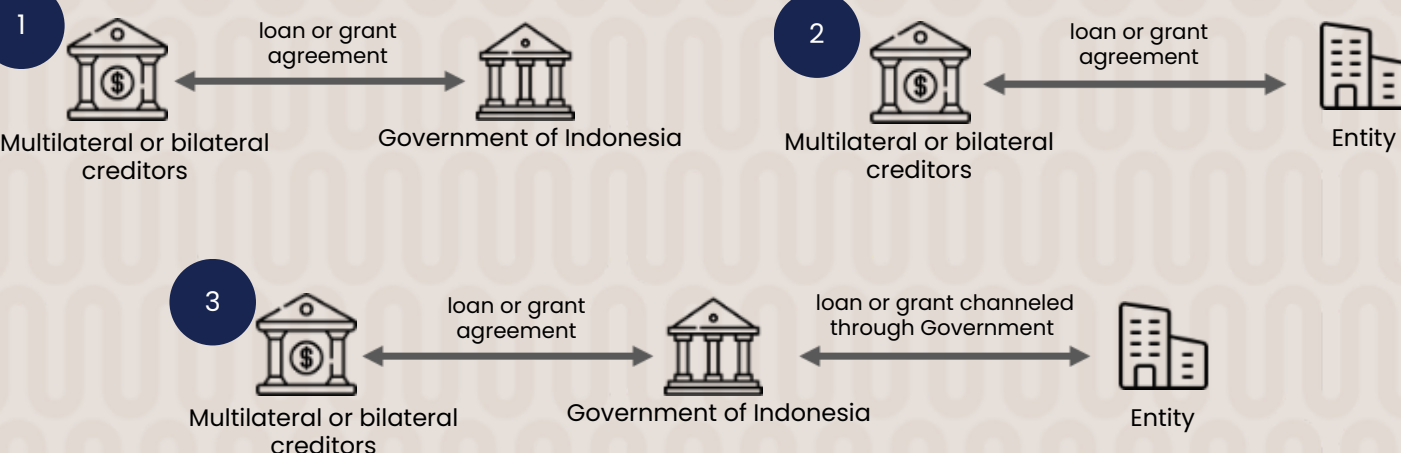 1
loan or grant
agreement
Multilateral or bilateral
creditors
Government of Indonesia
2
loan or grant
agreement
Multilateral or bilateral
creditors
Entity
3
loan or grant
agreement
loan or grant channeled
through Government
Multilateral or bilateral
creditors
Government of Indonesia
Entity